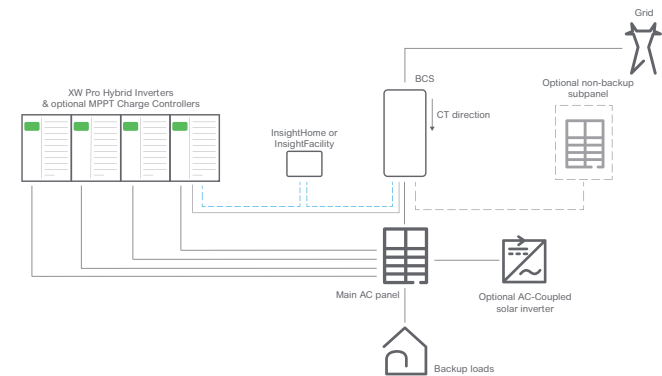 Grid
BCS
Optional non-backup
subpanel
XW Pro Hybrid Inverters
& optional MPPT Charge Controllers
CT direction
InsightHome or
InsightFacility
Main AC panel
Optional AC-Coupled
solar inverter
Backup loads